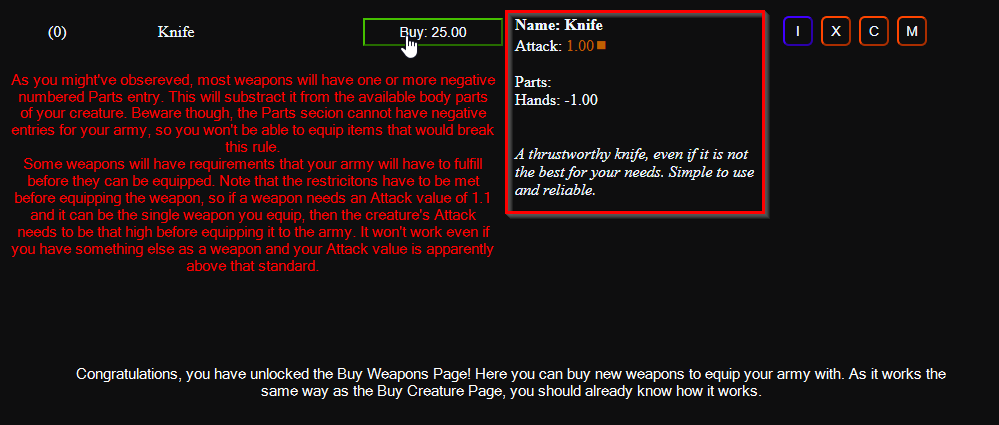 (0) Knife Buy: 25.00
Name: Knife
Attack: 1.00
Parts:
Hands: -1.00
A thrustworthy knife, even if it is not
the best for your needs. Simple to use
and reliable.
I X C M
As you might've obsereved, most weapons will have one or more negative
numbered Parts entry. This will substract it from the available body parts
of your creature. Beware though, the Parts secion cannot have negative
entries for your army, so you won't be able to equip items that would break
this rule.
Some weapons will have requirements that your army will have to fulfill
before they can be equipped. Note that the restricitons have to be met
before equipping the weapon, so if a weapon needs an Attack value of 1.1
and it can be the single weapon you equip, then the creature's Attack
needs to be that high before equipping it to the army. It won't work even if
you have something else as a weapon and your Attack value is apparently
above that standard.
Congratulations, you have unlocked the Buy Weapons Page! Here you can buy new weapons to equip your army with. As it works the
same way as the Buy Creature Page, you should already know how it works.